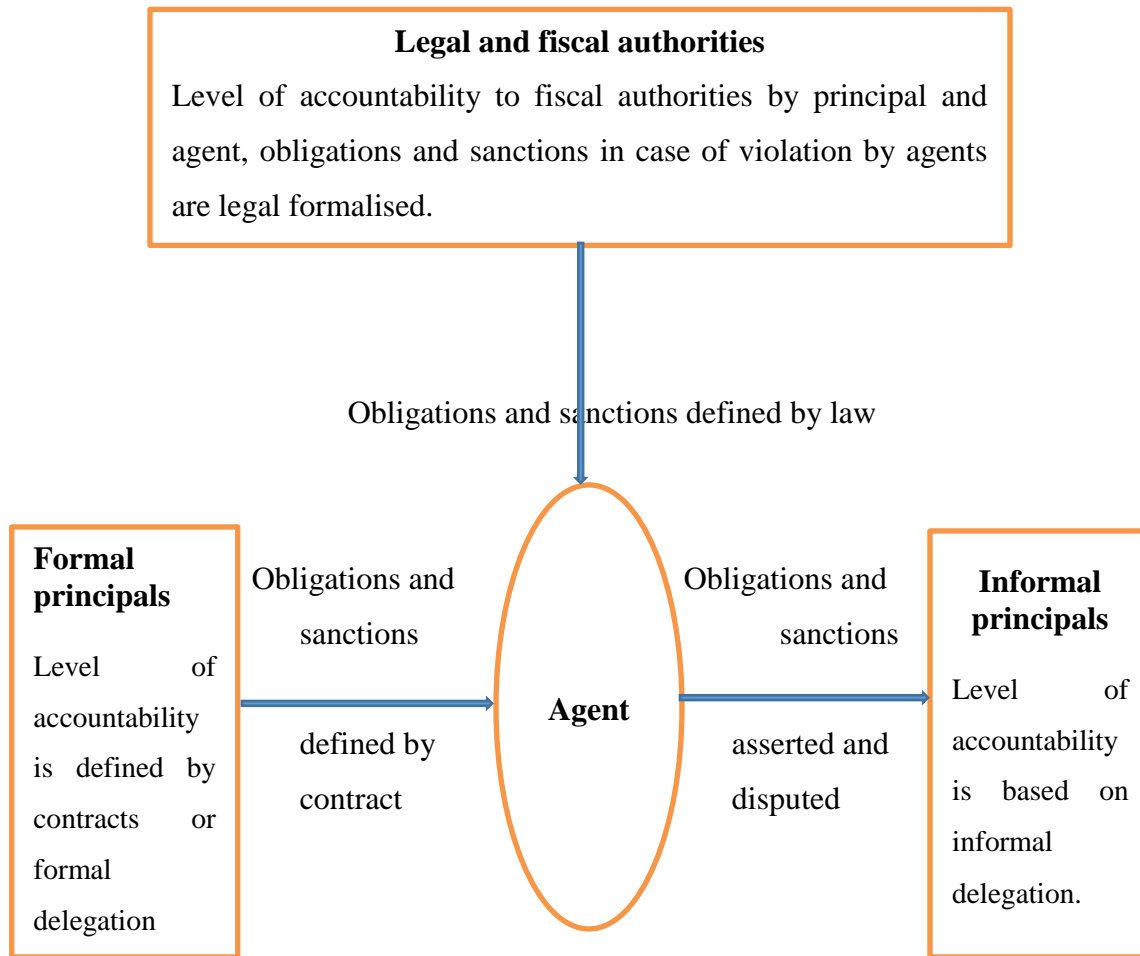 Legal and fiscal authorities
Level of accountability to fiscal authorities by principal and
agent, obligations and sanctions in case of violation by agents
are legal formalised.
Obligations and sanctions defined by law
Formal
principals
Level of
accountability
is defined by
contracts or
formal
delegation
Obligations and
sanctions
defined by
contract
Agent
Obligations and
sanctions
asserted and
disputed
Informal
principals
Level of
accountability
is based on
informal
delegation.